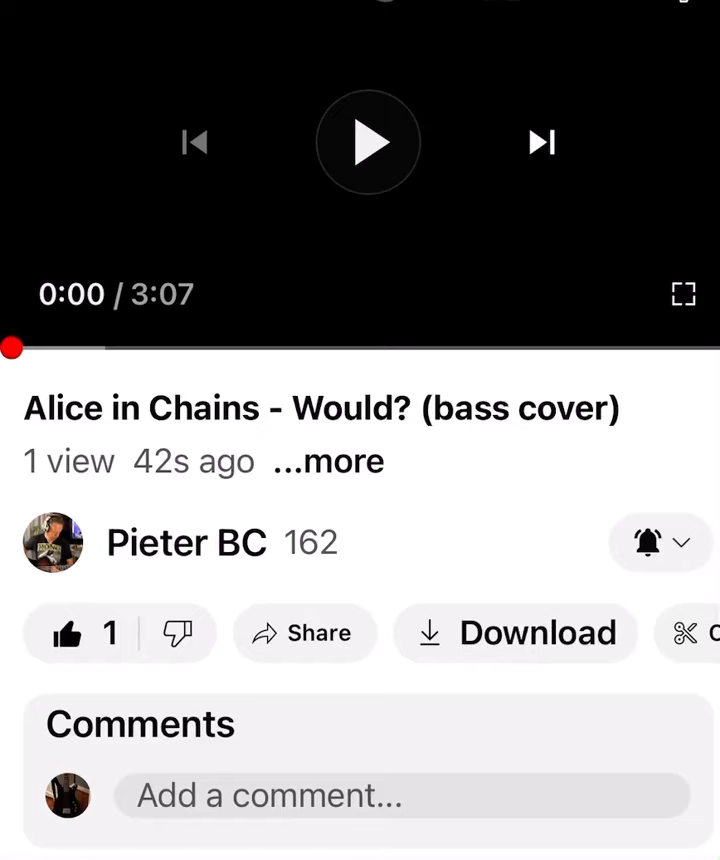 0:00 / 3:07
Alice in Chains - Would? (bass cover)
1 view 42s ago ...more
Pieter BC 162
1 Share Download
Comments
Add a comment...